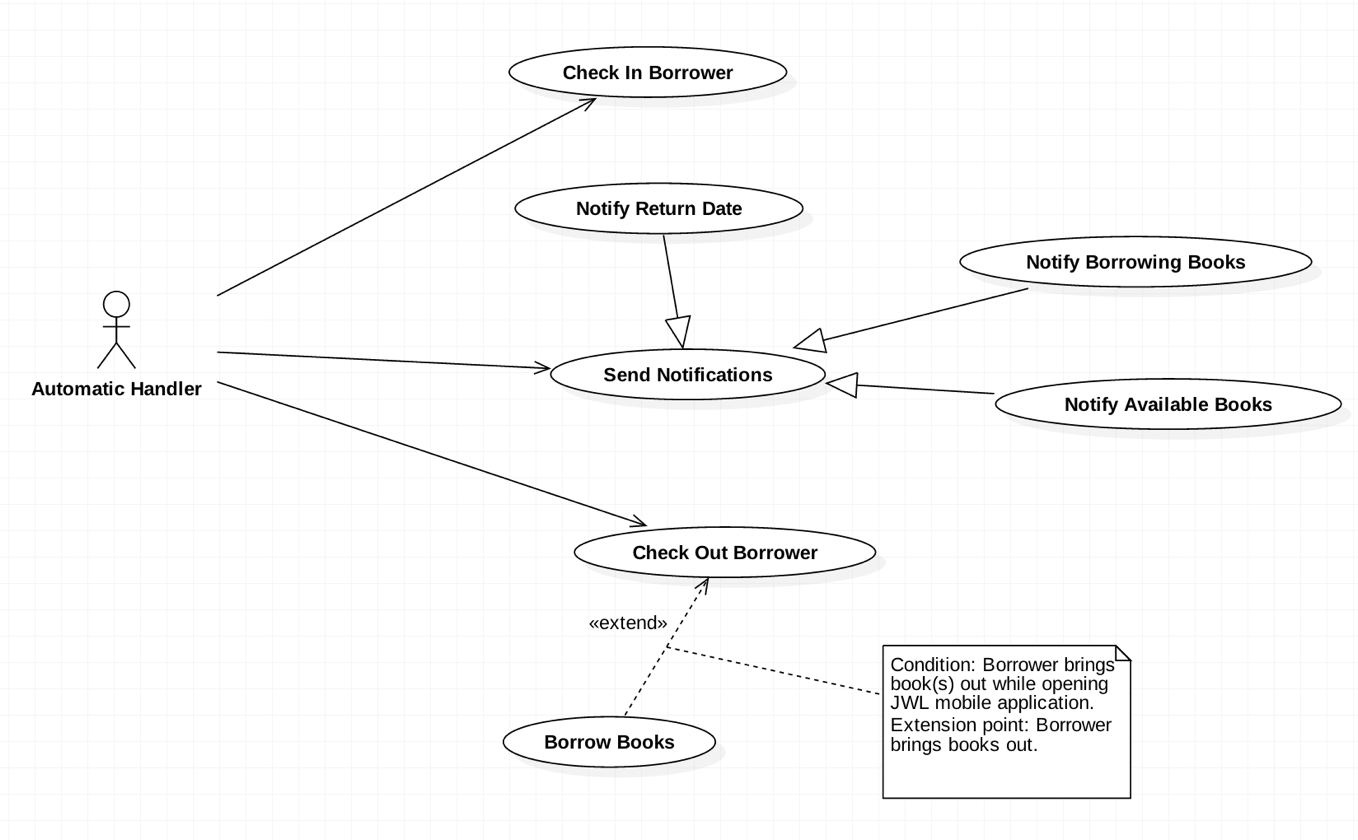 Check In Borrower
Notify Return Date
Notify Borrowing Books
Automatic Handler
Send Notifications
Notify Available Books
Check Out Borrower
«extend»
Condition: Borrower brings
book(s) out while opening
JWL mobile application.
Extension point: Borrower
brings books out.
Borrow Books